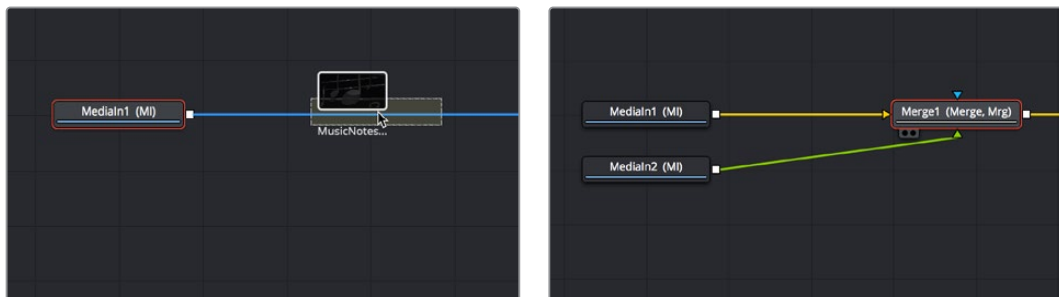 MediaIn1 (MI)
MusicNotes...
MediaIn1 (MI)
Merge1 (Merge, Mrg)
MediaIn2 (MI)